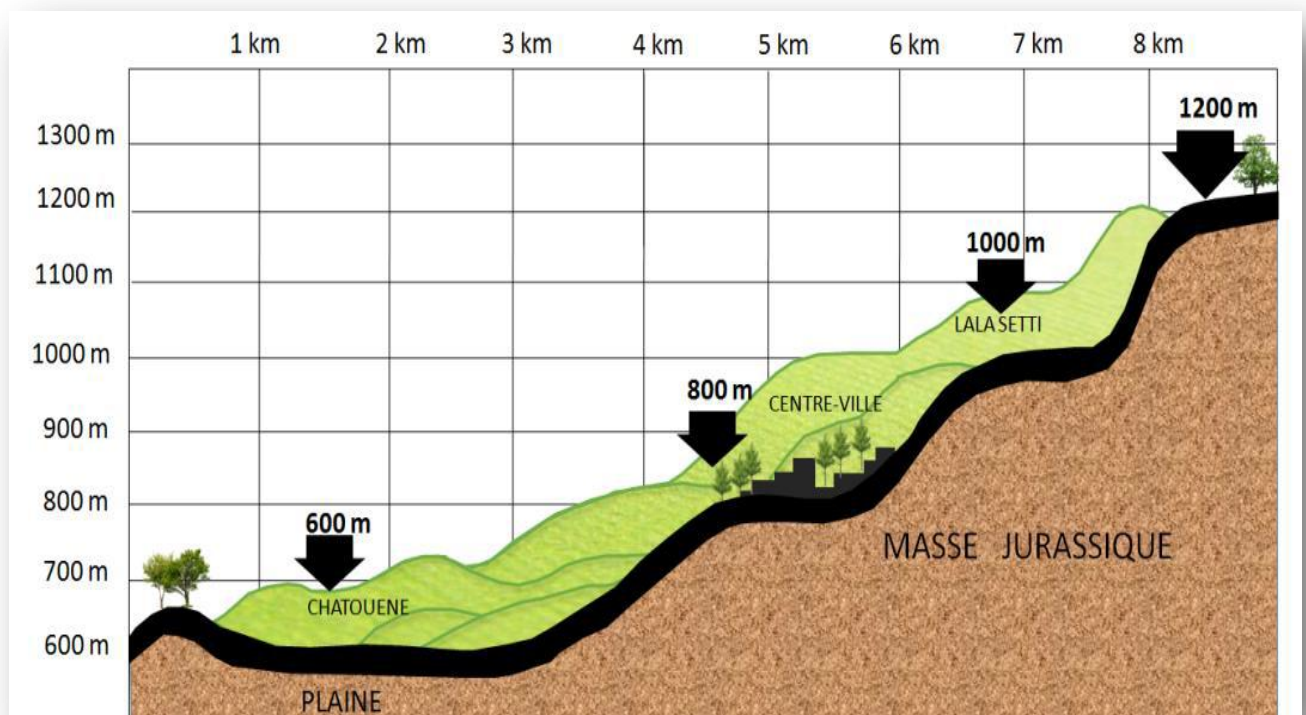 1 km 2 km 3 km 4 km 5 km 6 km 7 km 8 km
1200 m
1300 m
1200 m
1000 m
1100 m
LALA SETTI
1000 m
800 m
CENTRE-VILLE
900 m
800 m
600 m
MASSE JURASSIQUE
700 m
CHATOUENE
600 m
PLAINE